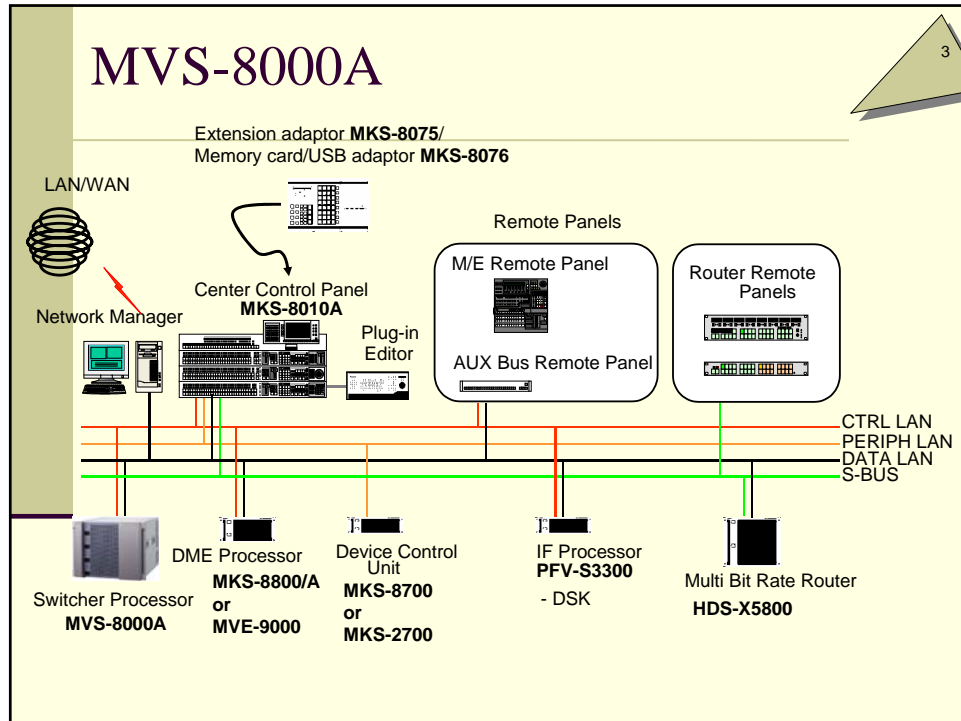 MVS-8000A
3
Extension adaptor MKS-8075/
Memory card/USB adaptor MKS-8076
LAN/WAN
Remote Panels
M/E Remote Panel
Router Remote
Panels
Center Control Panel
MKS-8010A
Network Manager
Plug-in
Editor
AUX Bus Remote Panel
CTRL LAN
PERIPH LAN
DATA LAN
S-BUS
Switcher Processor
MVS-8000A
DME Processor
MKS-8800/A
or
MVE-9000
Device Control
Unit
MKS-8700
or
MKS-2700
IF Processor
PFV-S3300
- DSK
Multi Bit Rate Router
HDS-X5800